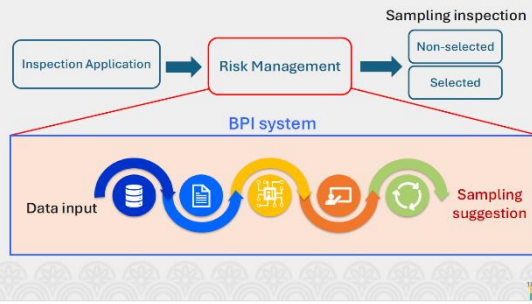 Sampling inspection
Inspection Application
Risk Management
Non-selected
Selected
BPI system
Data input
Sampling
suggestion